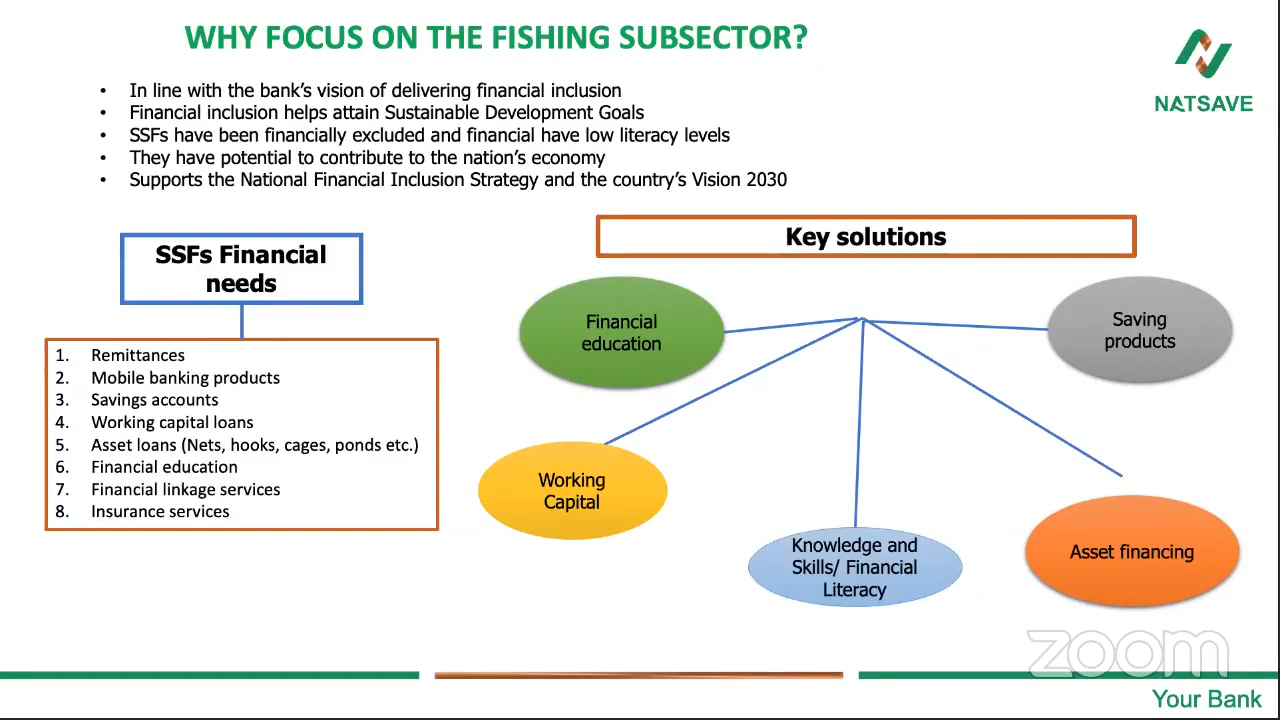 WHY FOCUS ON THE FISHING SUBSECTOR?
NATSAVE
• In line with the bank's vision of delivering financial inclusion
• Financial inclusion helps attain Sustainable Development Goals
• SSFs have been financially excluded and financial have low literacy levels
• They have potential to contribute to the nation's economy
• Supports the National Financial Inclusion Strategy and the country's Vision 2030
SSFs Financial
needs
1. Remittances
2. Mobile banking products
3. Savings accounts
4. Working capital loans
5. Asset loans (Nets, hooks, cages, ponds etc.)
6. Financial education
7. Financial linkage services
8. Insurance services
Key solutions
Financial
education
Saving
products
Working
Capital
Knowledge and
Skills/ Financial
Literacy
Asset financing
zoom
Your Bank